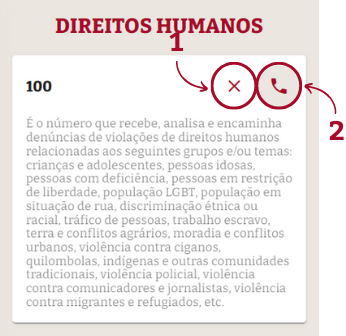 DIREITOS HUMANOS
1
100
2
É o número que recebe, analisa e encaminha
denúncias de violações de direitos humanos
relacionadas aos seguintes grupos e/ou temas:
crianças e adolescentes, pessoas idosas,
pessoas com deficiência, pessoas em restrição
de liberdade, população LGBT, população em
situação de rua, discriminação étnica ou
racial, tráfico de pessoas, trabalho escravo,
terra e conflitos agrários, moradia e conflitos
urbanos, violência contra ciganos,
quilombolas, indígenas e outras comunidades
tradicionais, violência policial, violência
contra comunicadores e jornalistas, violência
contra migrantes e refugiados, etc.